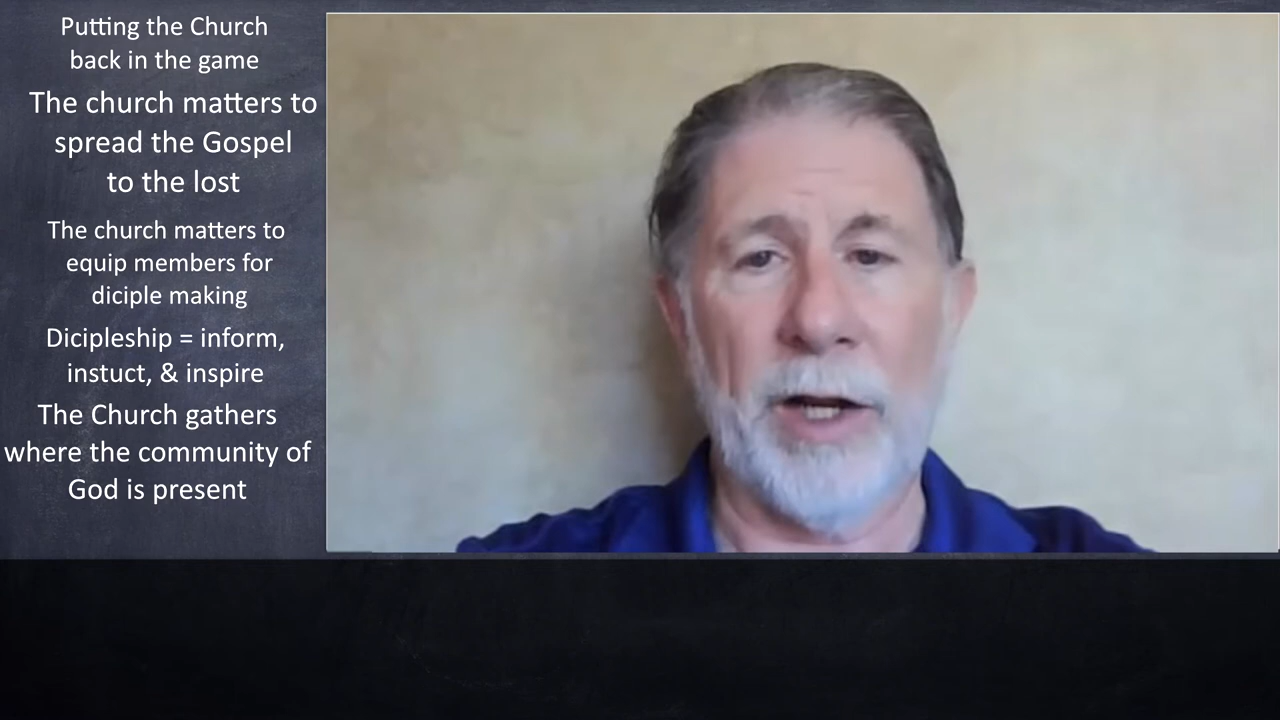 Putting the Church
back in the game
The church matters to
spread the Gospel
to the lost
The church matters to
equip members for
diciple making
Dicipleship = inform,
instuct, & inspire
The Church gathers
where the community of
God is present